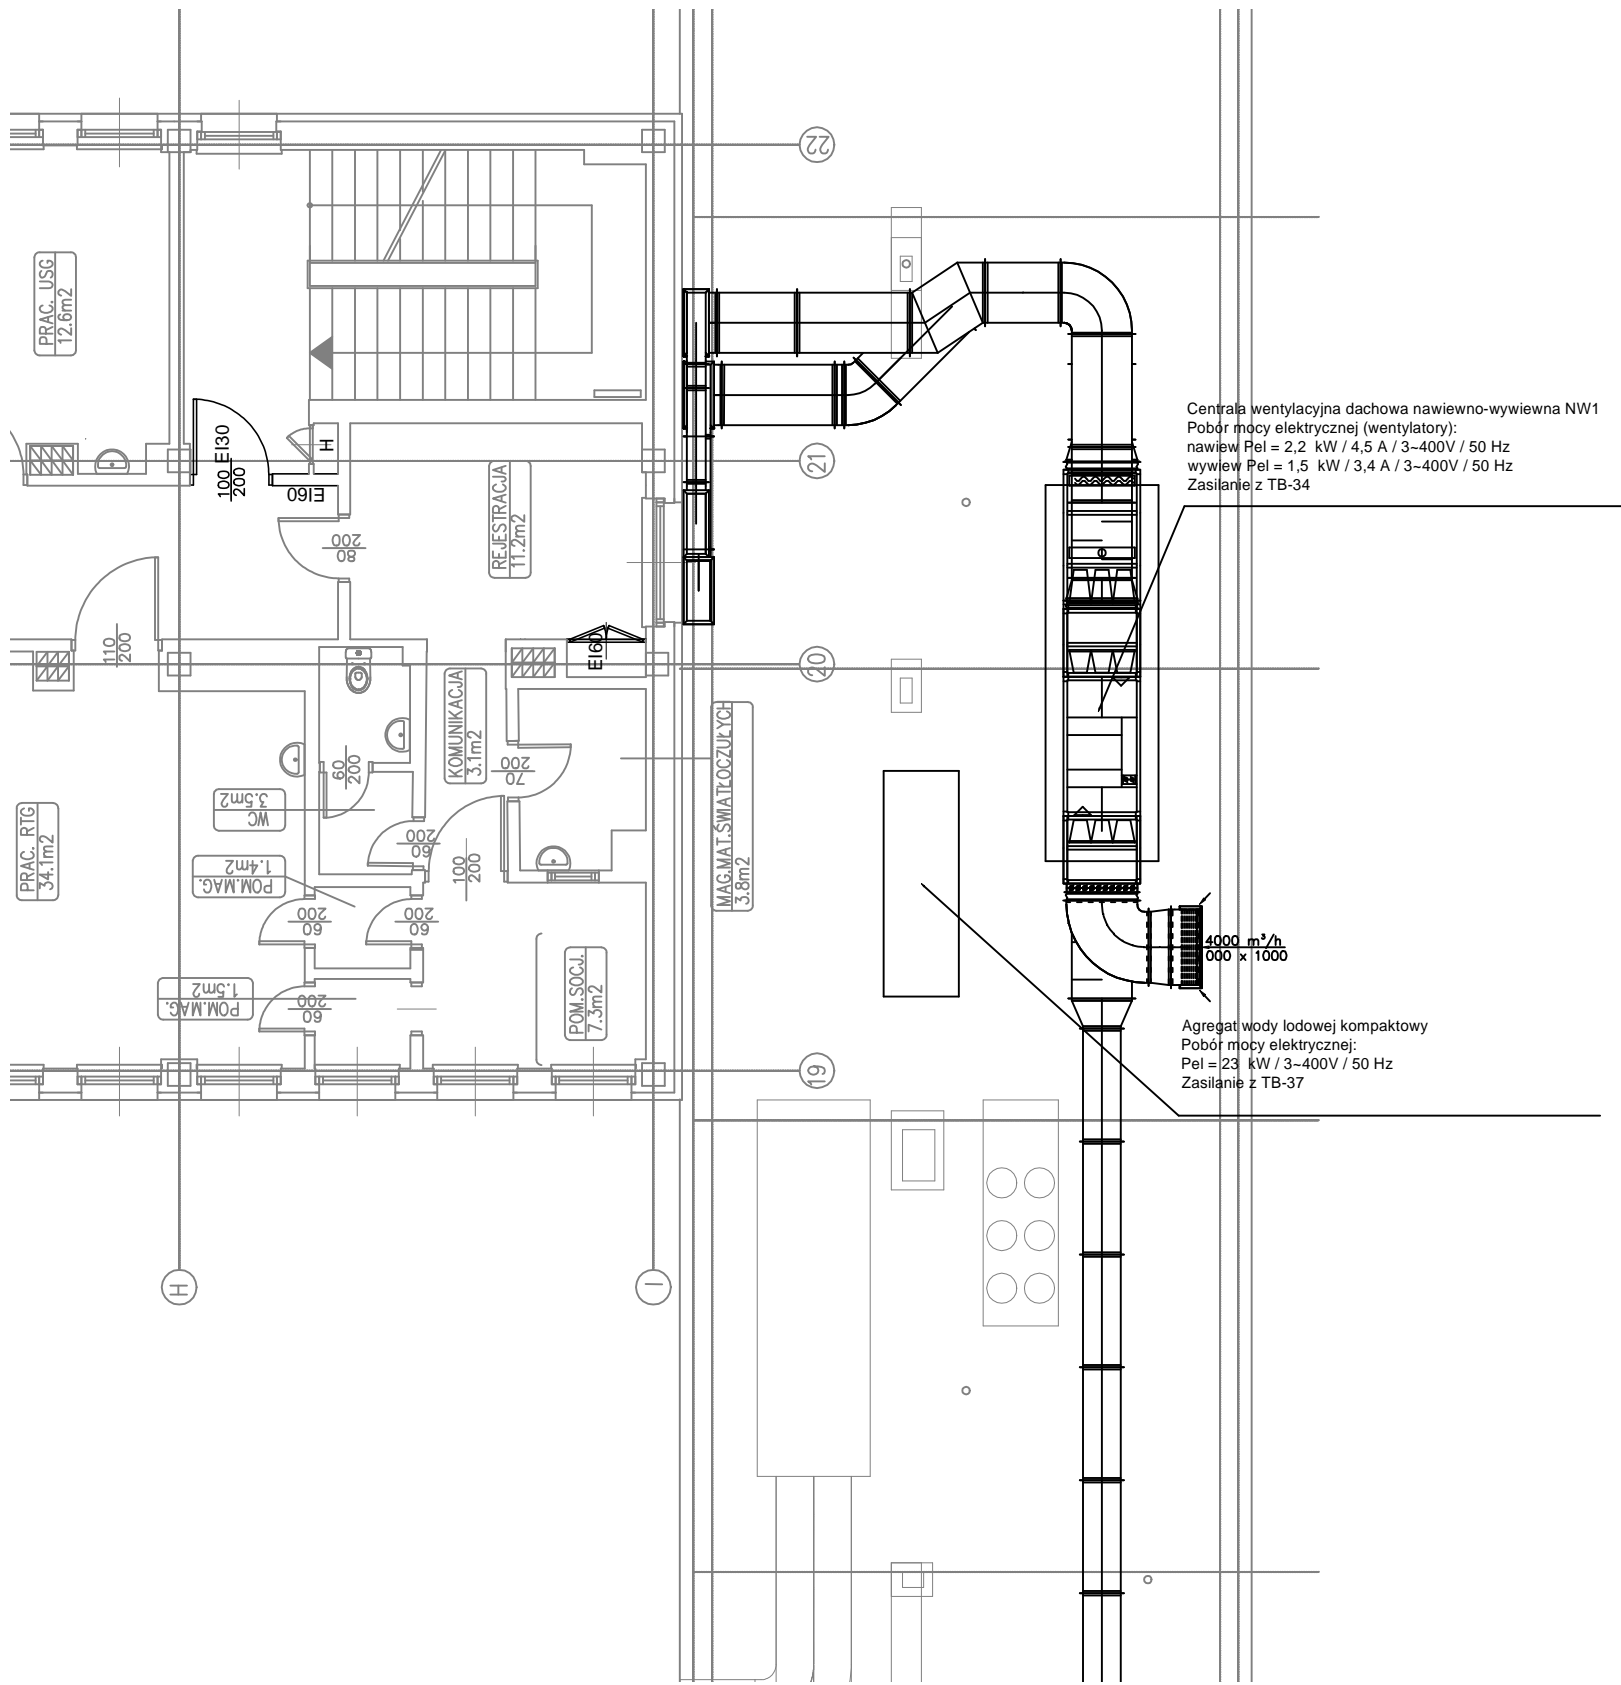 22
PRAC. USG
12.6m2
Centrala wentylacyjna dachowa nawiewno-wywiewna NW1
Pobór mocy elektrycznej (wentylatory):
nawiew Pel = 2,2 kW / 4,5 A / 3~400V / 50 Hz
wywiew Pel = 1,5 kW / 3,4 A / 3~400V / 50 Hz
Zasilanie z TB-34
100 EI30
200
H
21
EI60
REJESTRACJA
11.2m2
80
200
110
200
EI60
20
KOMUNIKACJA
3.1m2
60
200
70
200
MAG.MAT.ŚWIATŁOCZUŁYCH
3.8m2
WC
3.5m2
PRAC. RTG
34.1m2
60
200
100
200
POM.MAG.
1.4m2
60
200
60
200
4000 m³/h
000 x 1000
POM.SOCJ.
7.3m2
POM.MAG.
1.5m2
60
200
Agregat wody lodowej kompaktowy
Pobór mocy elektrycznej:
Pel = 23 kW / 3~400V / 50 Hz
Zasilanie z TB-37
19
H
I